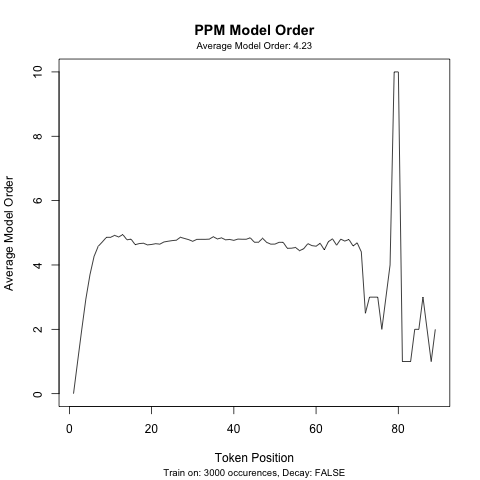 PPM Model Order
Average Model Order: 4.23
Average Model Order
10
8
6
4
2
0
0 20 40 60 80
Token Position
Train on: 3000 occurences, Decay: FALSE